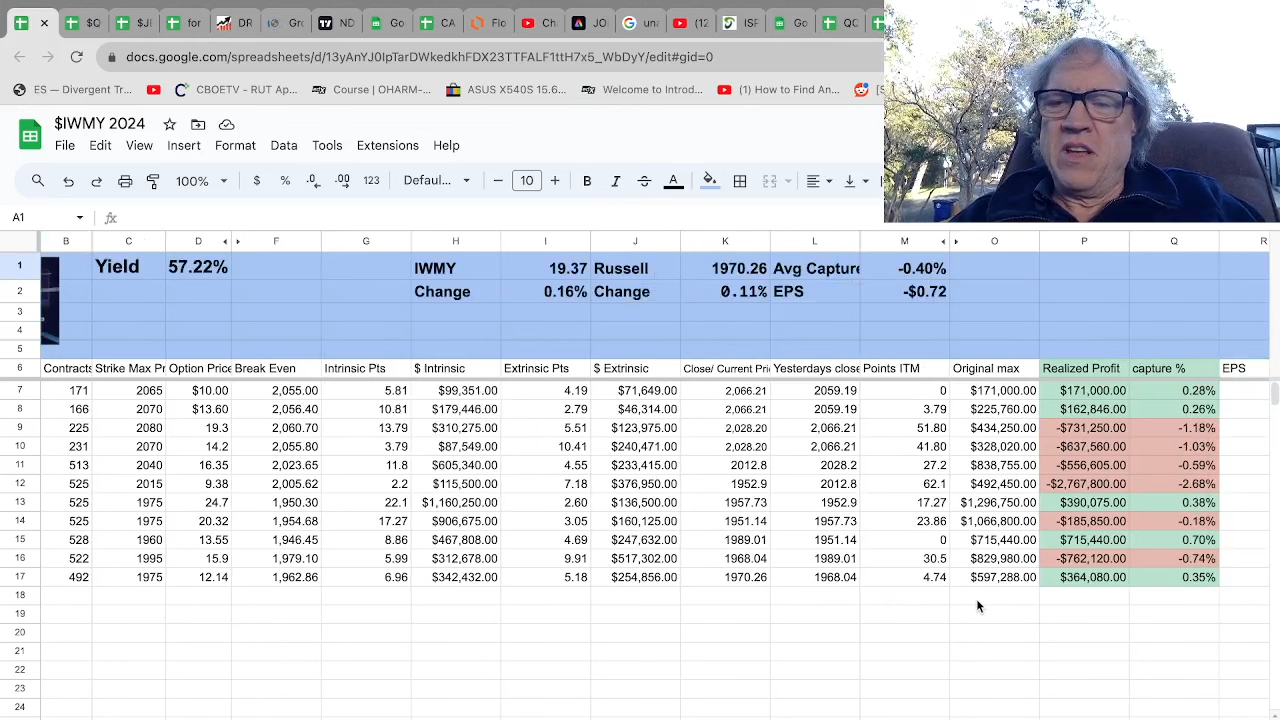 Fl
$JI
for
DR
Gro
IND
Go
CA
Flo
Ch
JO
una
(12
ISF
Go
QQ
docs.google.com/spreadsheets/d/13yAnY
edit#gid=0
ES — Divergent Tr...
CBOETV - RUT Ap...
Course | OHARM-...
ASUS X540S 15.6...
Welcome to Introd...
(1) How to Find An...
$IWMY 2024
File Edit View Insert Format Data Tools Extensions Help
100% $ % .0 .00 123 Defaul... − 10 + B I S A
A1 fx
B C D F G H I J K L M O P Q R
1 Yield 57.22% IWMY 19.37 Russell 1970.26 Avg Capture -0.40%
2 Change 0.16% Change 0.11% EPS -$0.72
3
4
5
6 Contracts Strike Max Pr Option Price Break Even Intrinsic Pts $ Intrinsic Extrinsic Pts $ Extrinsic Close/ Current Pri Yesterdays close Points ITM Original max Realized Profit capture % EPS
7 171 2065 $10.00 2,055.00 5.81 $99,351.00 4.19 $71,649.00 2,066.21 2059.19 0 $171,000.00 $171,000.00 0.28%
8 166 2070 $13.60 2,056.40 10.81 $179,446.00 2.79 $46,314.00 2,066.21 2059.19 3.79 $225,760.00 $162,846.00 0.26%
9 225 2080 19.3 2,060.70 13.79 $310,275.00 5.51 $123,975.00 2,028.20 2,066.21 51.80 $434,250.00 -$731,250.00 -1.18%
10 231 2070 14.2 2,055.80 3.79 $87,549.00 10.41 $240,471.00 2,028.20 2,066.21 41.80 $328,020.00 -$637,560.00 -1.03%
11 513 2040 16.35 2,023.65 11.8 $605,340.00 4.55 $233,415.00 2012.8 2028.2 27.2 $838,755.00 -$556,605.00 -0.59%
12 525 2015 9.38 2,005.62 2.2 $115,500.00 7.18 $376,950.00 1952.9 2012.8 62.1 $492,450.00 -$2,767,800.00 -2.68%
13 525 1975 24.7 1,950.30 22.1 $1,160,250.00 2.60 $136,500.00 1957.73 1952.9 17.27 $1,296,750.00 $390,075.00 0.38%
14 525 1975 20.32 1,954.68 17.27 $906,675.00 3.05 $160,125.00 1951.14 1957.73 23.86 $1,066,800.00 -$185,850.00 -0.18%
15 528 1960 13.55 1,946.45 8.86 $467,808.00 4.69 $247,632.00 1989.01 1951.14 0 $715,440.00 $715,440.00 0.70%
16 522 1995 15.9 1,979.10 5.99 $312,678.00 9.91 $517,302.00 1968.04 1989.01 30.5 $829,980.00 -$762,120.00 -0.74%
17 492 1975 12.14 1,962.86 6.96 $342,432.00 5.18 $254,856.00 1970.26 1968.04 4.74 $597,288.00 $364,080.00 0.35%
18
19
20
21
22
23
24